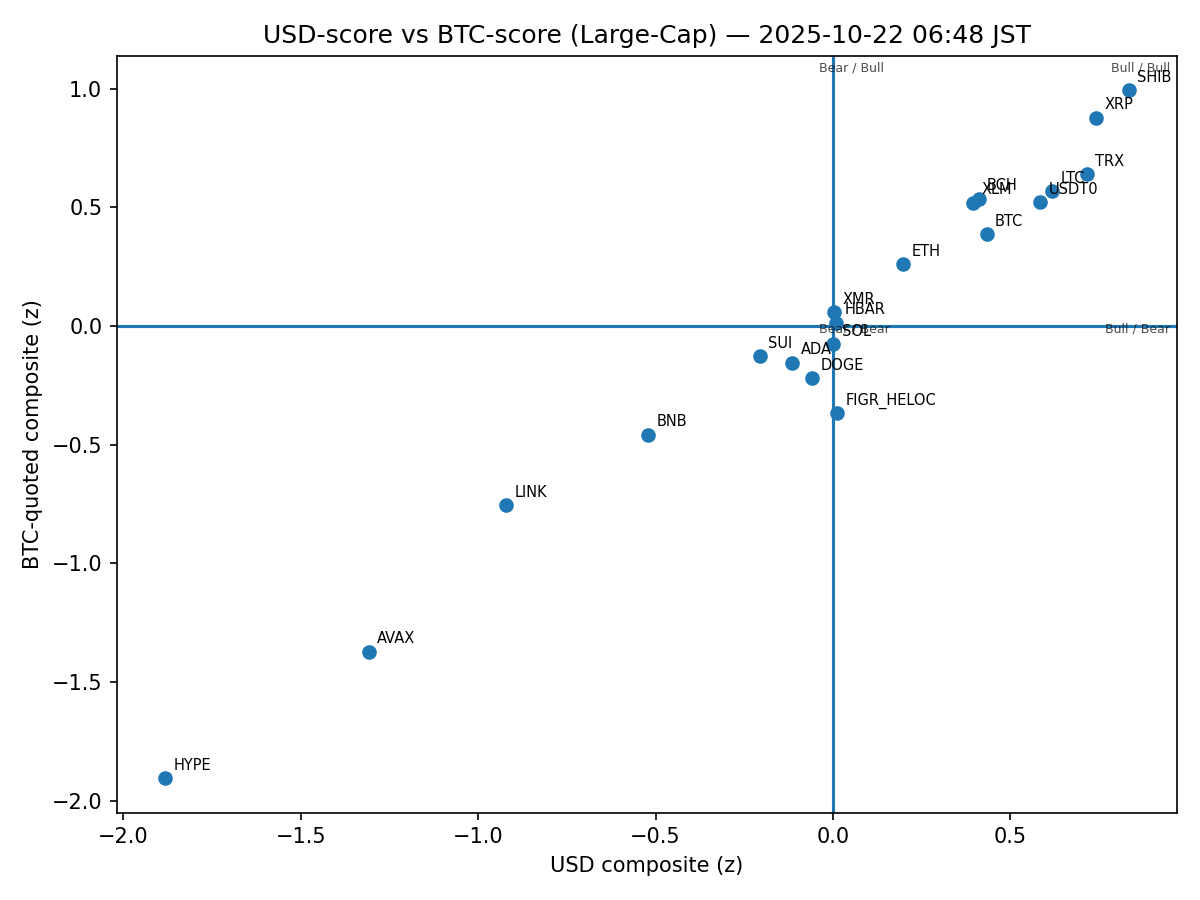 USD-score vs BTC-score (Large-Cap) — 2025-10-22 06:48 JST
Bear / Bull
Bull / Bull
SHIB
XRP
TRX
LTC
BCH
XLM
USDT0
BTC
ETH
XMR
HBAR
Bear / Bear
Bull / Bear
SOL
SUI
ADA
DOGE
FIGR_HELOC
BNB
LINK
AVAX
HYPE
1.0
0.5
0.0
−0.5
−1.0
−1.5
−2.0
BTC-quoted composite (z)
−2.0
−1.5
−1.0
−0.5
0.0
0.5
USD composite (z)